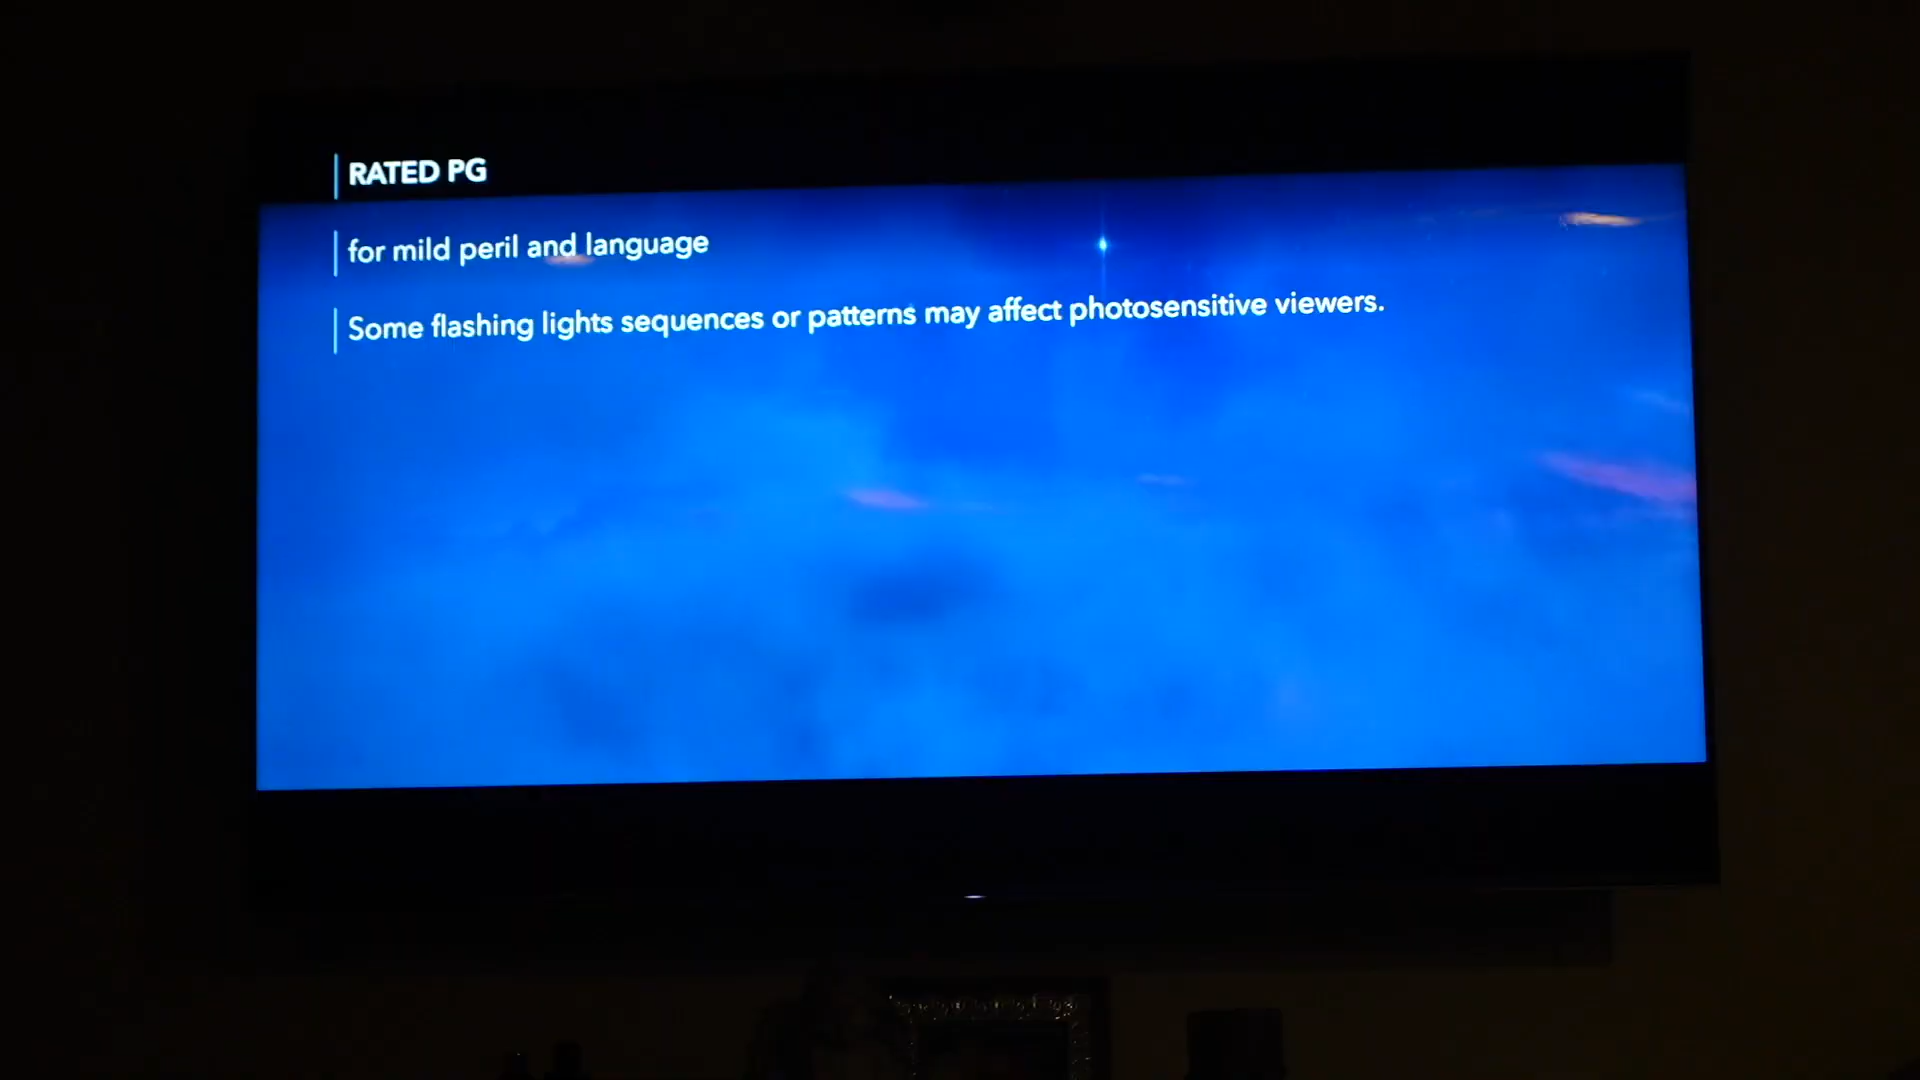 RATED PG
for mild peril and language
Some flashing lights sequences or patterns may affect photosensitive viewers.